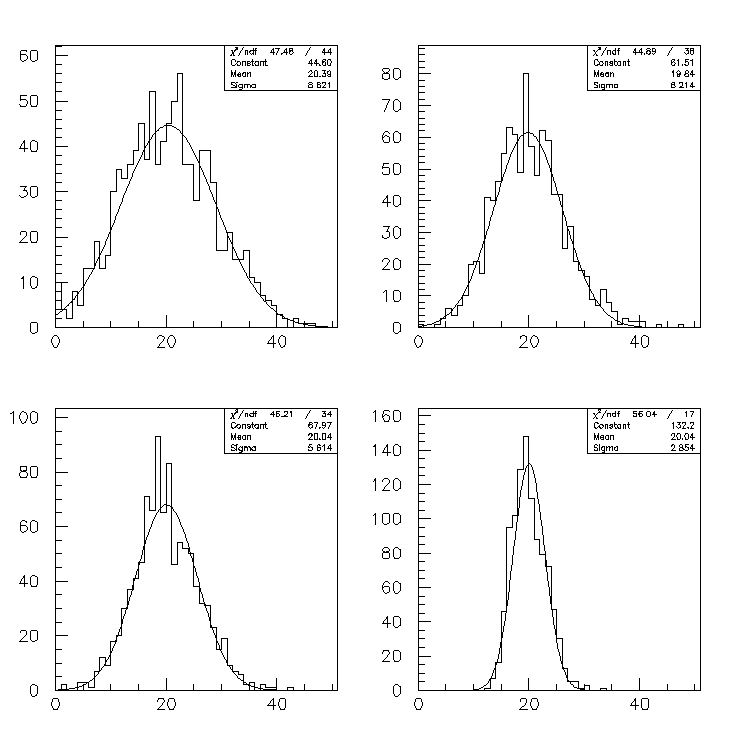 χ²/ndf 47.48 / 44
Constant 44.60
Mean 20.39
Sigma 8.621
60
50
40
30
20
10
0
0 20 40
χ²/ndf 44.89 / 38
Constant 61.51
Mean 19.84
Sigma 6.214
80
70
60
50
40
30
20
10
0
0 20 40
χ²/ndf 46.21 / 34
Constant 67.97
Mean 20.04
Sigma 5.614
100
80
60
40
20
0
0 20 40
χ²/ndf 56.04 / 17
Constant 132.2
Mean 20.04
Sigma 2.854
160
140
120
100
80
60
40
20
0
0 20 40